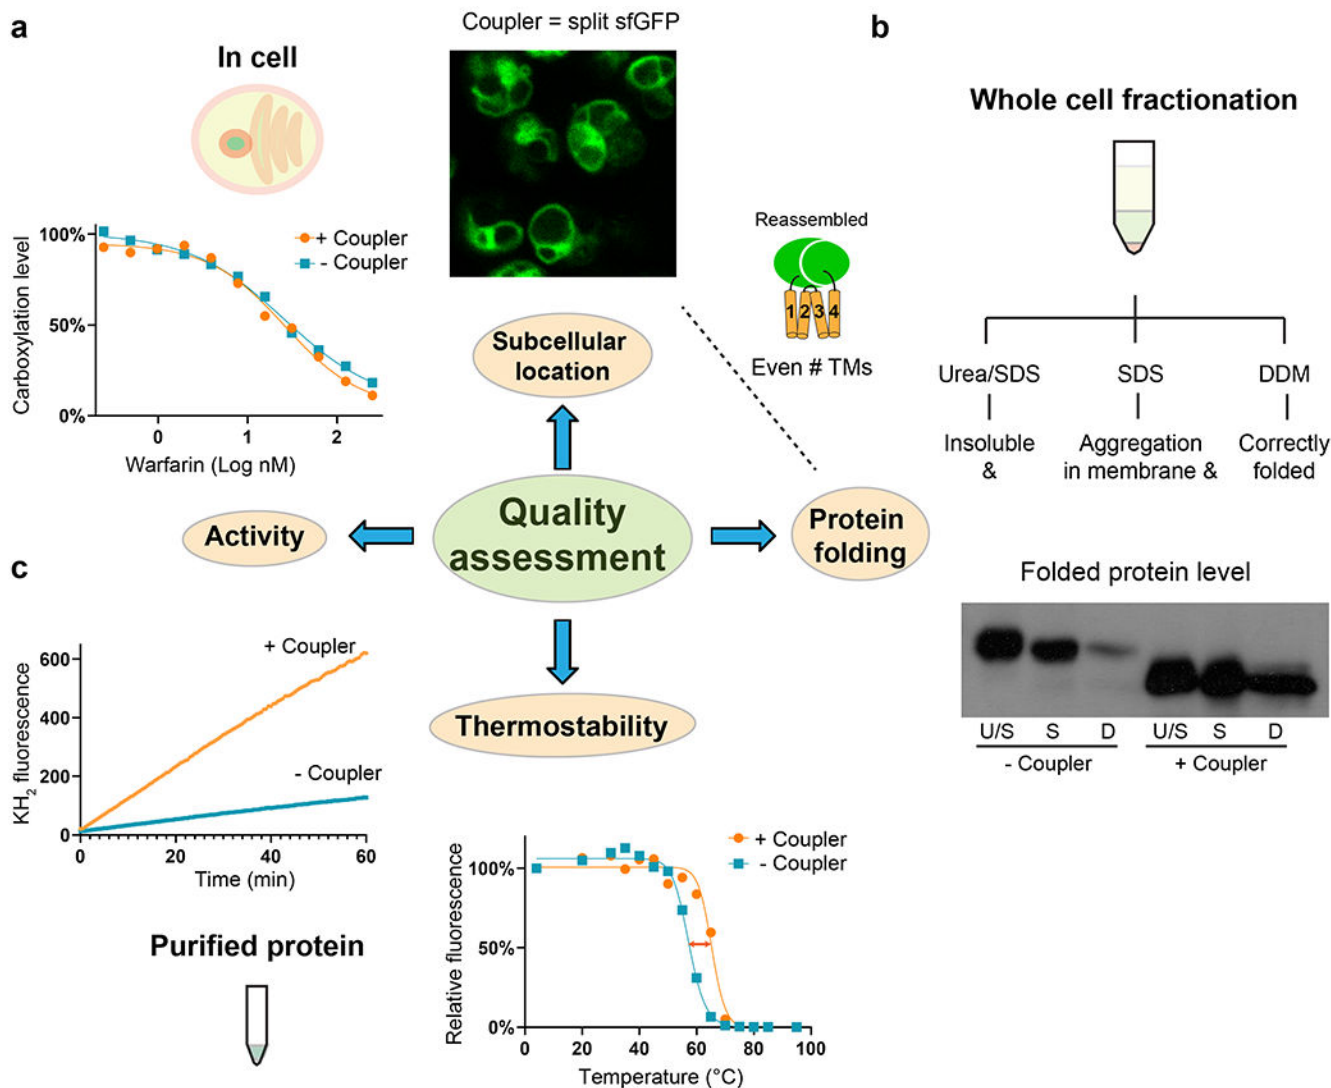 a
In cell
100%
50%
0%
Carboxylation level
+ Coupler
- Coupler
0
1
2
Warfarin (Log nM)
Coupler = split sfGFP
Reassembled
1 2 3 4
Even # TMs
Subcellular
location
Activity
Quality
assessment
Protein
folding
Thermostability
b
Whole cell fractionation
Urea/SDS
SDS
DDM
Insoluble
&
Aggregation
in membrane &
Correctly
folded
Folded protein level
U/S
S
D
U/S
S
D
- Coupler
+ Coupler
c
600
400
200
0
KH2 fluorescence
+ Coupler
- Coupler
0
20
40
60
Time (min)
Purified protein
100%
50%
0%
Relative fluorescence
+ Coupler
- Coupler
0
20
40
60
80
100
Temperature (°C)